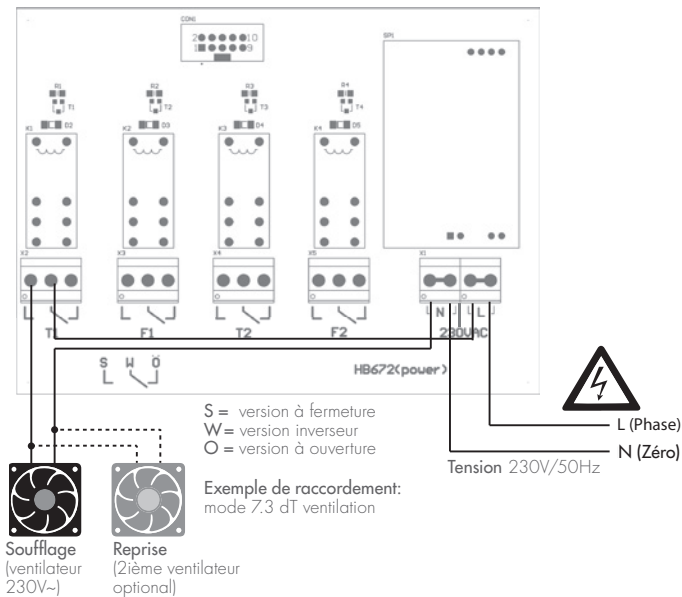 CON1
2 10
1 9
SP1
R1 R2 R3 R4
T1 T2 T3 T4
D2 D3 D4 D5
K1 K2 K3 K4
X2 X3 X4 X5 X1
N L
T1 F1 T2 F2 230VAC
S W Ö
HB672(power)
S = version à fermeture
W = version inverseur
O = version à ouverture
L (Phase)
N (Zéro)
Tension 230V/50Hz
Exemple de raccordement:
mode 7.3 dT ventilation
Soufflage
(ventilateur
230V~)
Reprise
(2ième ventilateur
optional)